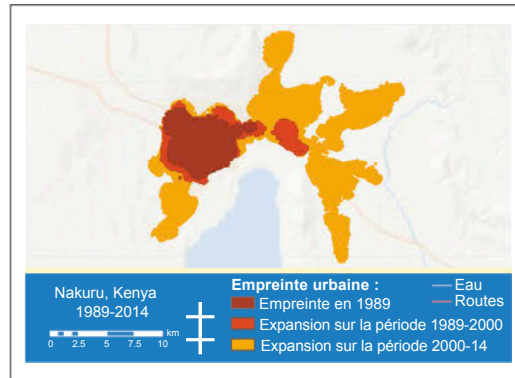 Nakuru, Kenya
1989-2014
km
0 2.5 5 7.5 10
Empreinte urbaine :
Empreinte en 1989
Expansion sur la période 1989-2000
Expansion sur la période 2000-14
Eau
Routes